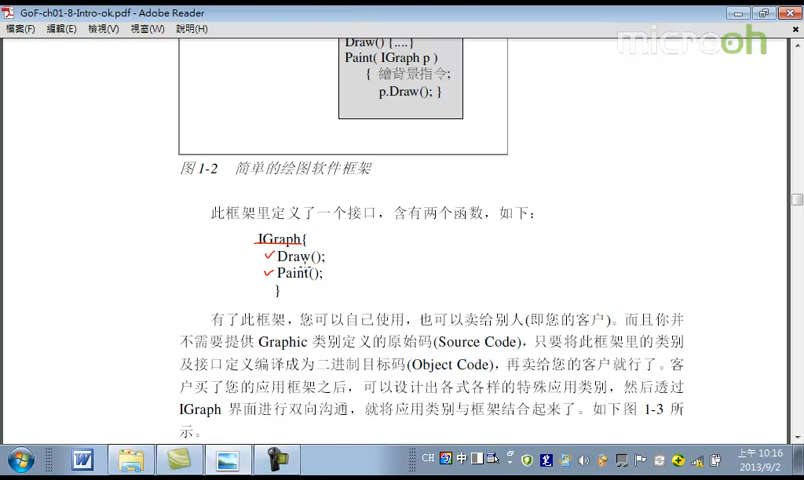 GoF-ch01-8-Intro-ok.pdf - Adobe Reader
檔案(F) 編輯(E) 檢視(V) 視窗(W) 說明(H)
microoh
Draw() {....}
Paint( IGraph p )
{ 繪背景指令;
p.Draw(); }
图 1-2 简单的绘图软件框架
此框架里定义了一个接口，含有两个函数，如下：
IGraph{
Draw();
Paint();
}
有了此框架，您可以自己使用，也可以卖给别人(即您的客户)。而且你并
不需要提供 Graphic 类别定义的原始码(Source Code)，只要将此框架里的类别
及接口定义编译成为二进制目标码(Object Code)，再卖给您的客户就行了。客
户买了您的应用框架之后，可以设计出各式各样的特殊应用类别，然后透过
IGraph 界面进行双向沟通，就将应用类别与框架结合起来了。如下图 1-3 所
示。
CH 中
上午 10:16
2013/9/2